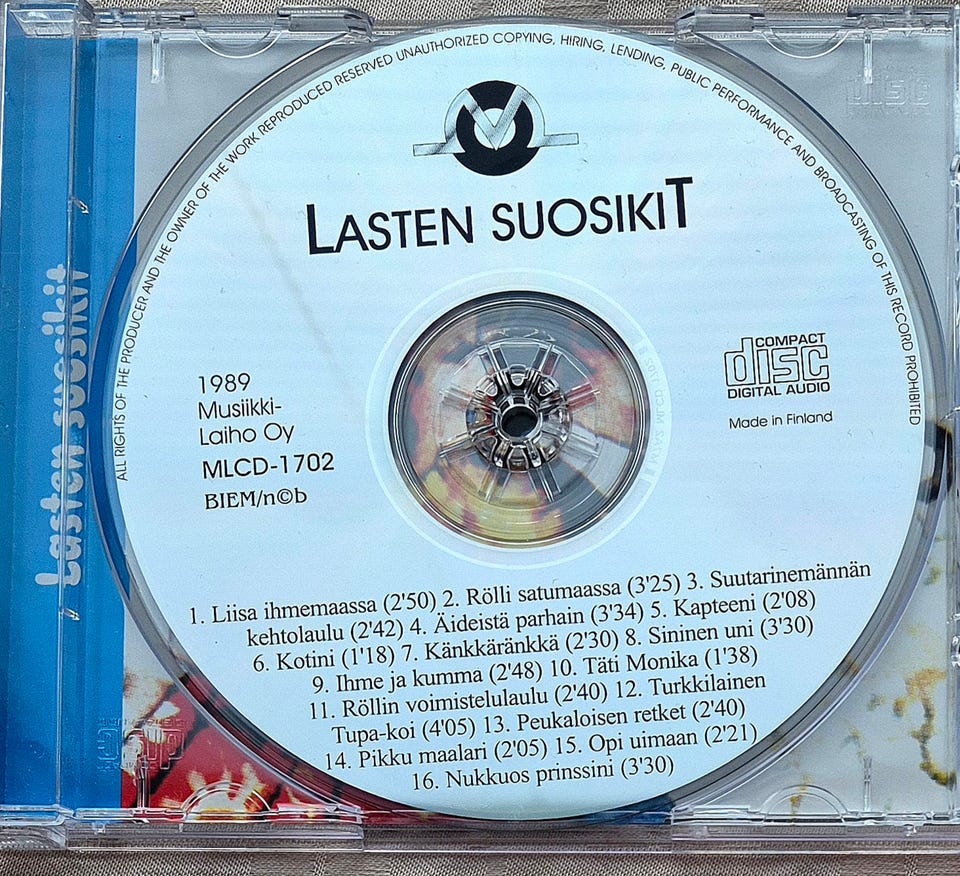 ALL RIGHTS OF THE PRODUCER AND THE OWNER OF THE WORK REPRODUCED RESERVED UNAUTHORIZED COPYING, HIRING, LENDING, PUBLIC PERFORMANCE AND BROADCASTING OF THIS RECORD PROHIBITED
LASTEN SUOSIKIT
Lasten suosikit
COMPACT
disc
DIGITAL AUDIO
Made in Finland
1989
Musiikki-
Laiho Oy
MLCD-1702
BIEM/n©b
1. Liisa ihmemaassa (2'50) 2. Rölli satumaassa (3'25) 3. Suutarinemännän
kehtolaulu (2'42) 4. Äideistä parhain (3'34) 5. Kapteeni (2'08)
6. Kotini (1'18) 7. Känkkäränkkä (2'30) 8. Sininen uni (3'30)
9. Ihme ja kumma (2'48) 10. Täti Monika (1'38)
11. Röllin voimistelulaulu (2'40) 12. Turkkilainen
Tupa-koi (4'05) 13. Peukaloisen retket (2'40)
14. Pikku maalari (2'05) 15. Opi uimaan (2'21)
16. Nukkuos prinssini (3'30)